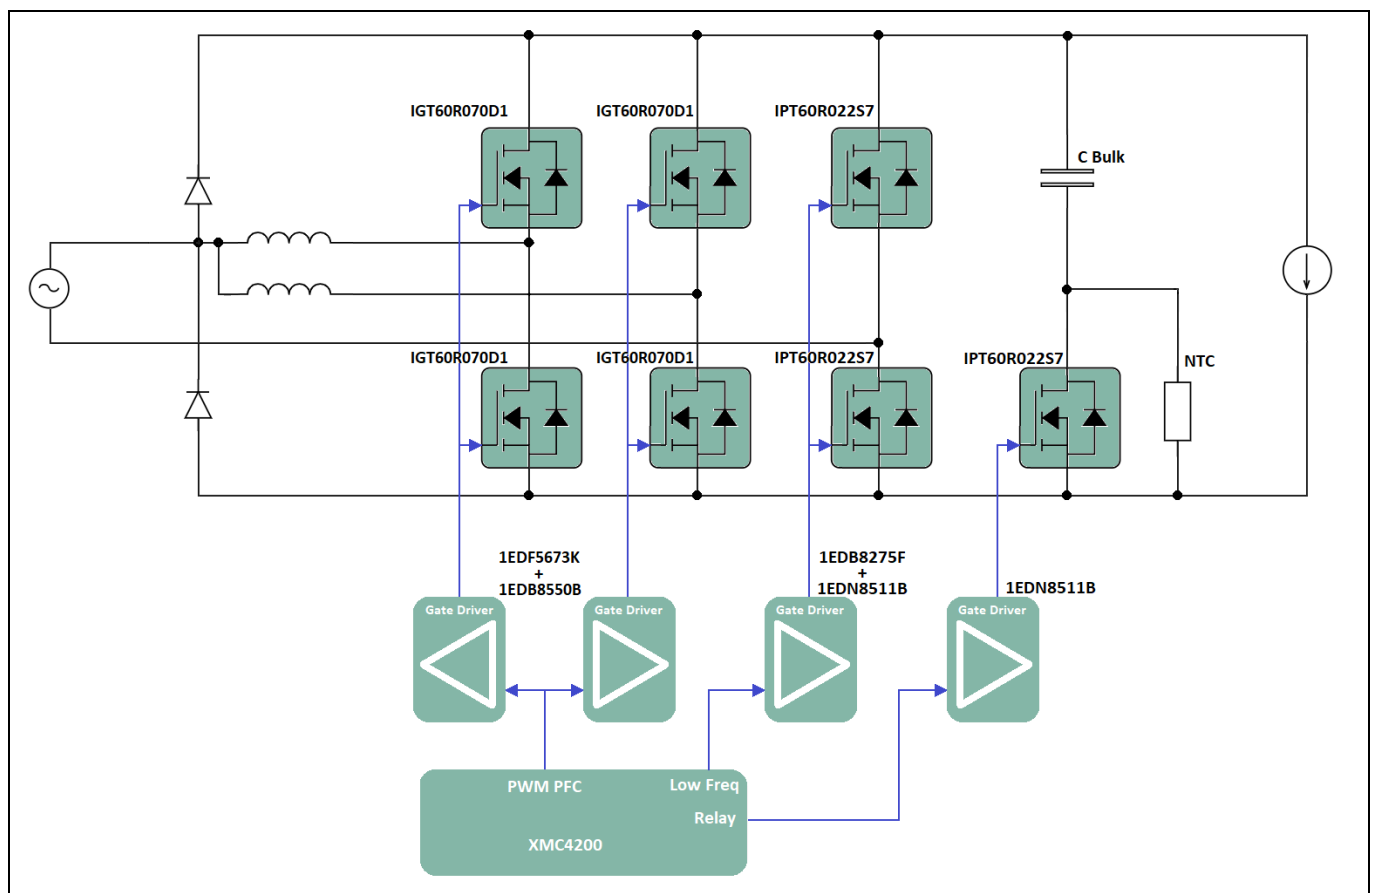 IGT60R070D1
IGT60R070D1
IPT60R022S7
C Bulk
IGT60R070D1
IGT60R070D1
IPT60R022S7
IPT60R022S7
NTC
1EDF5673K
+
1EDB8550B
1EDB8275F
+
1EDN8511B
1EDN8511B
Gate Driver
Gate Driver
Gate Driver
Gate Driver
PWM PFC
Low Freq
Relay
XMC4200